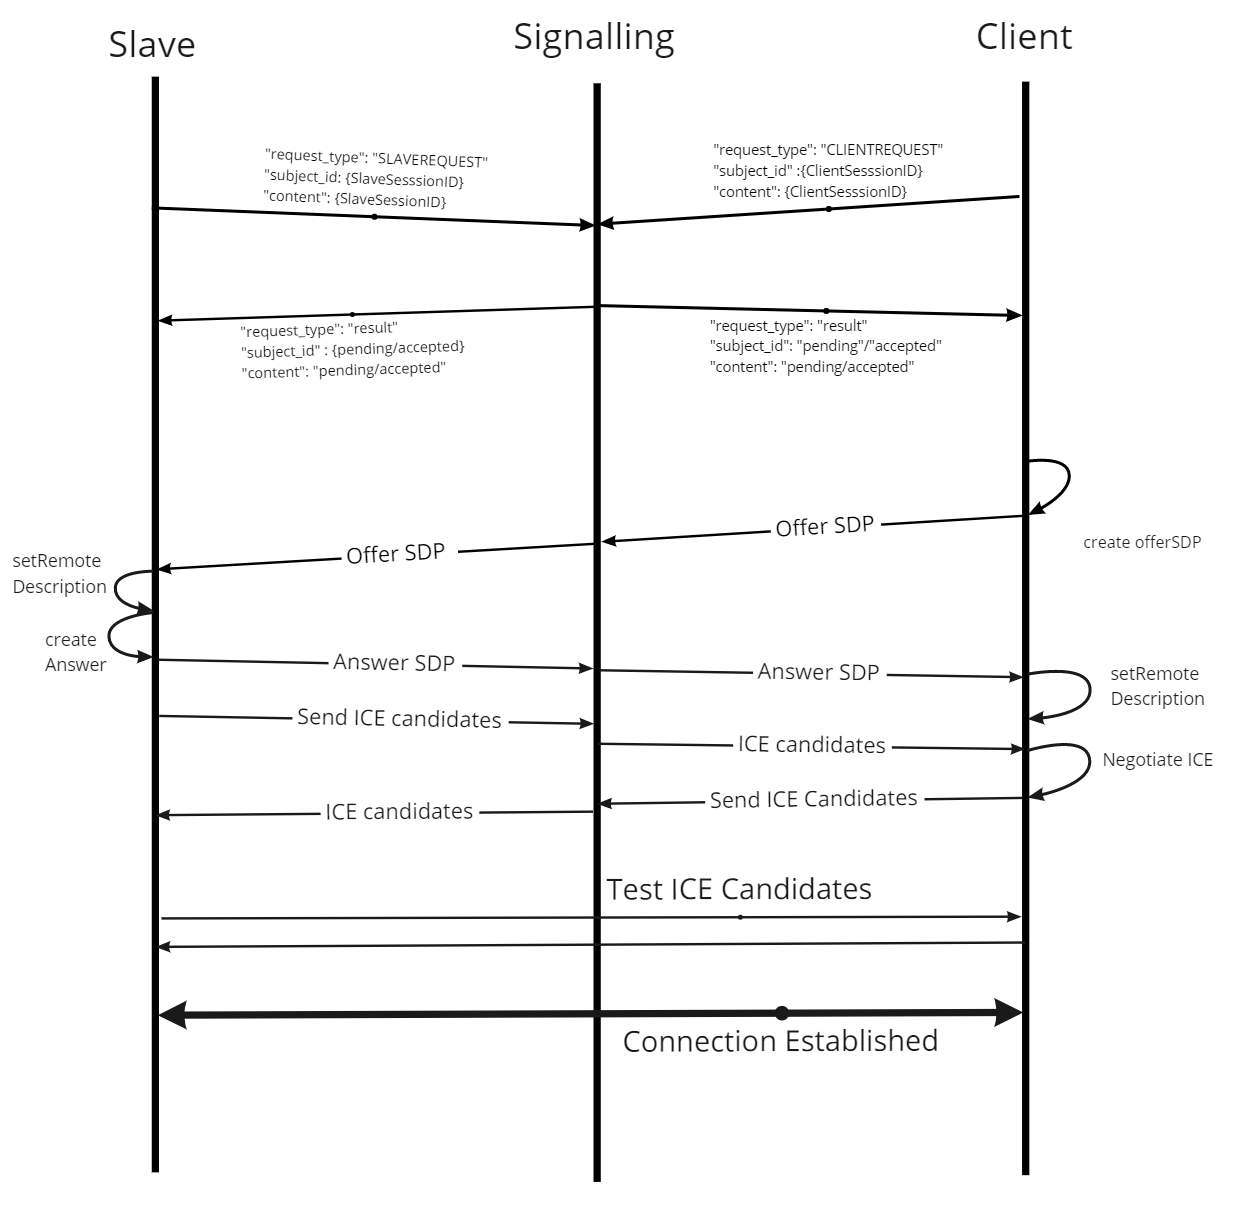 Slave
Signalling
Client
"request_type": "SLAVEREQUEST"
"subject_id: {SlaveSesssionID}
"content": {SlaveSessionID}
"request_type": "CLIENTREQUEST"
"subject_id" :{ClientSesssionID}
"content": {ClientSesssionID}
"request_type": "result"
"subject_id" : {pending/accepted}
"content": "pending/accepted"
"request_type": "result"
"subject_id": "pending"/"accepted"
"content": "pending/accepted"
Offer SDP
create offerSDP
Offer SDP
setRemote
Description
create
Answer
Answer SDP
Answer SDP
setRemote
Description
Send ICE candidates
ICE candidates
Negotiate ICE
Send ICE Candidates
ICE candidates
Test ICE Candidates
Connection Established